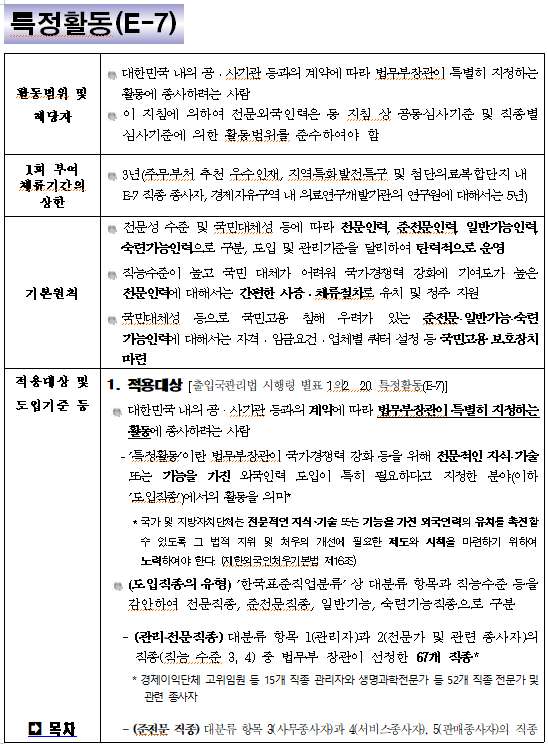 특정활동(E-7)
활동범위 및
해당자
대한민국 내의 공·사기관 등과의 계약에 따라 법무부장관이 특별히 지정하는
활동에 종사하려는 사람
이 지침에 의하여 전문외국인력은 동 지침 상 공통심사기준 및 직종별
심사기준에 의한 활동범위를 준수하여야 함
1회 부여
체류기간의
상한
3년(주무부처 추천 우수인재, 지역특화발전특구 및 첨단의료복합단지 내
E-7 직종 종사자, 경제자유구역 내 의료연구개발기관의 연구원에 대해서는 5년)
기본원칙
전문성 수준 및 국민대체성 등에 따라 전문인력, 준전문인력, 일반기능인력,
숙련기능인력으로 구분, 도입 및 관리기준을 달리하여 탄력적으로 운영
직능수준이 높고 국민 대체가 어려워 국가경쟁력 강화에 기여도가 높은
전문인력에 대해서는 간편한 사증·체류절차로 유치 및 정주 지원
국민대체성 등으로 국민고용 침해 우려가 있는 준전문·일반기능·숙련
기능인력에 대해서는 자격·임금요건·업체별 쿼터 설정 등 국민고용 보호장치
마련
적용대상 및
도입기준 등
1. 적용대상 [출입국관리법 시행령 별표 1의2 20. 특정활동(E-7)]
대한민국 내의 공·사기관 등과의 계약에 따라 법무부장관이 특별히 지정하는
활동에 종사하려는 사람
- '특정활동'이란 법무부장관이 국가경쟁력 강화 등을 위해 전문적인 지식·기술
또는 기능을 가진 외국인력 도입이 특히 필요하다고 지정한 분야(이하
'도입직종')에서의 활동을 의미*
* 국가 및 지방자치단체는 전문적인 지식·기술 또는 기능을 가진 외국인력의 유치를 촉진할
수 있도록 그 법적 지위 및 처우의 개선에 필요한 제도와 시책을 마련하기 위하여
노력하여야 한다 (재한외국인처우기본법 제16조)
(도입직종의 유형) '한국표준직업분류' 상 대분류 항목과 직능수준 등을
감안하여 전문직종, 준전문직종, 일반기능, 숙련기능직종으로 구분
- (관리·전문직종) 대분류 항목 1(관리자)과 2(전문가 및 관련 종사자)의
직종(직능 수준 3, 4) 중 법무부 장관이 선정한 67개 직종*
* 경제이익단체 고위임원 등 15개 직종 관리자와 생명과학전문가 등 52개 직종 전문가 및
관련 종사자
목차
- (준전문 직종) 대분류 항목 3(사무종사자)과 4(서비스종사자), 5(판매종사자)의 직종